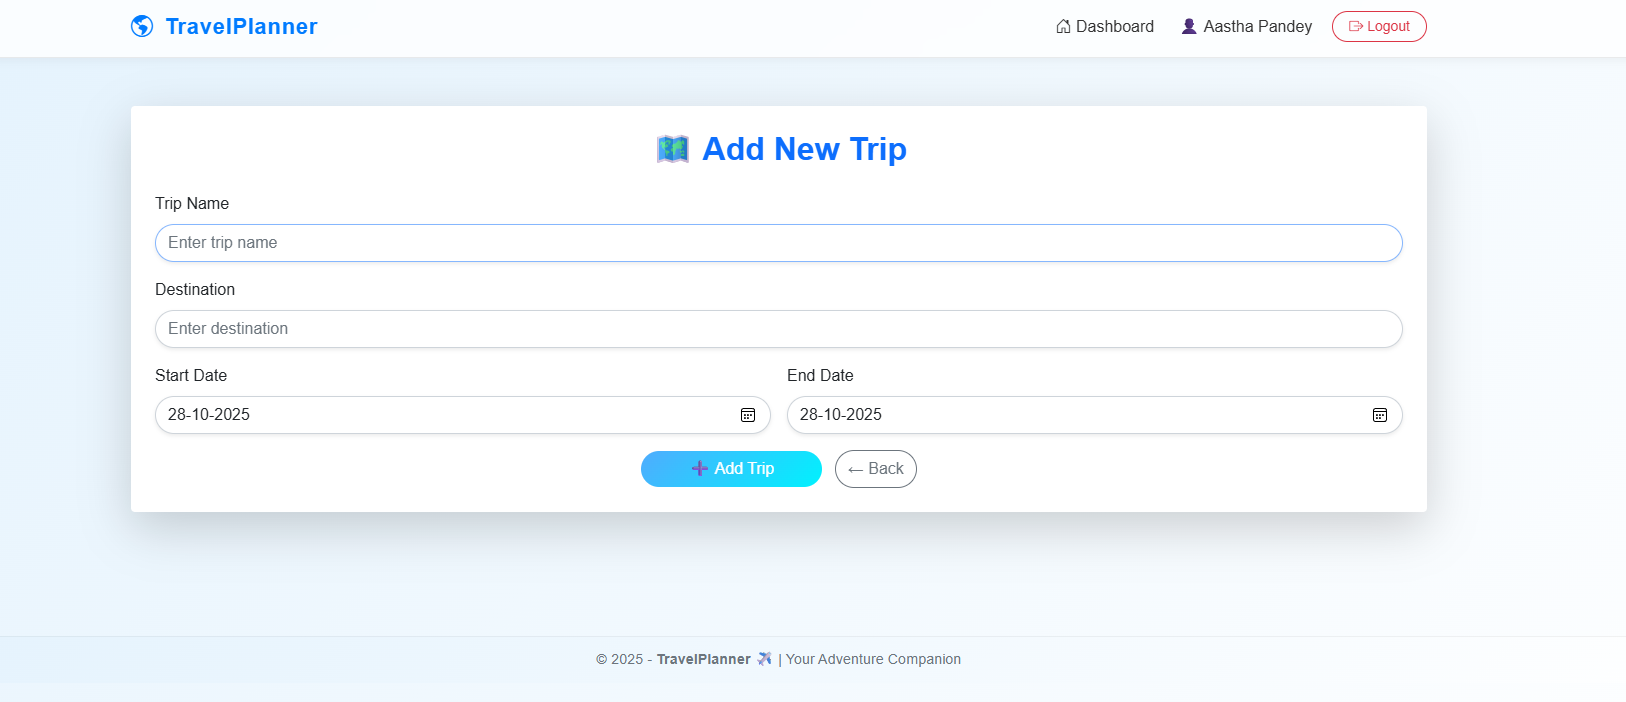 TravelPlanner Dashboard Aastha Pandey Logout
Add New Trip
Trip Name
Enter trip name
Destination
Enter destination
Start Date End Date
28-10-2025 28-10-2025
➕ Add Trip ← Back
© 2025 - TravelPlanner ✈️ | Your Adventure Companion